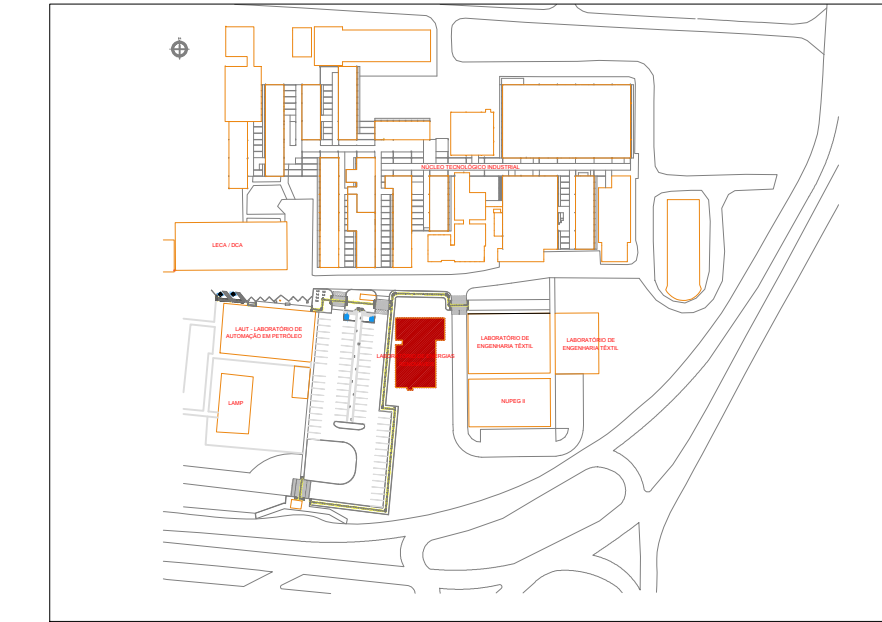 NÚCLEO TECNOLÓGICO INDUSTRIAL
LECA / DCA
LAUT - LABORATÓRIO DE
AUTOMAÇÃO EM PETRÓLEO
LABORATÓRIO DE
ENGENHARIA TÊXTIL
LABORATÓRIO DE
ENGENHARIA TÊXTIL
LAMP
NUPEG II